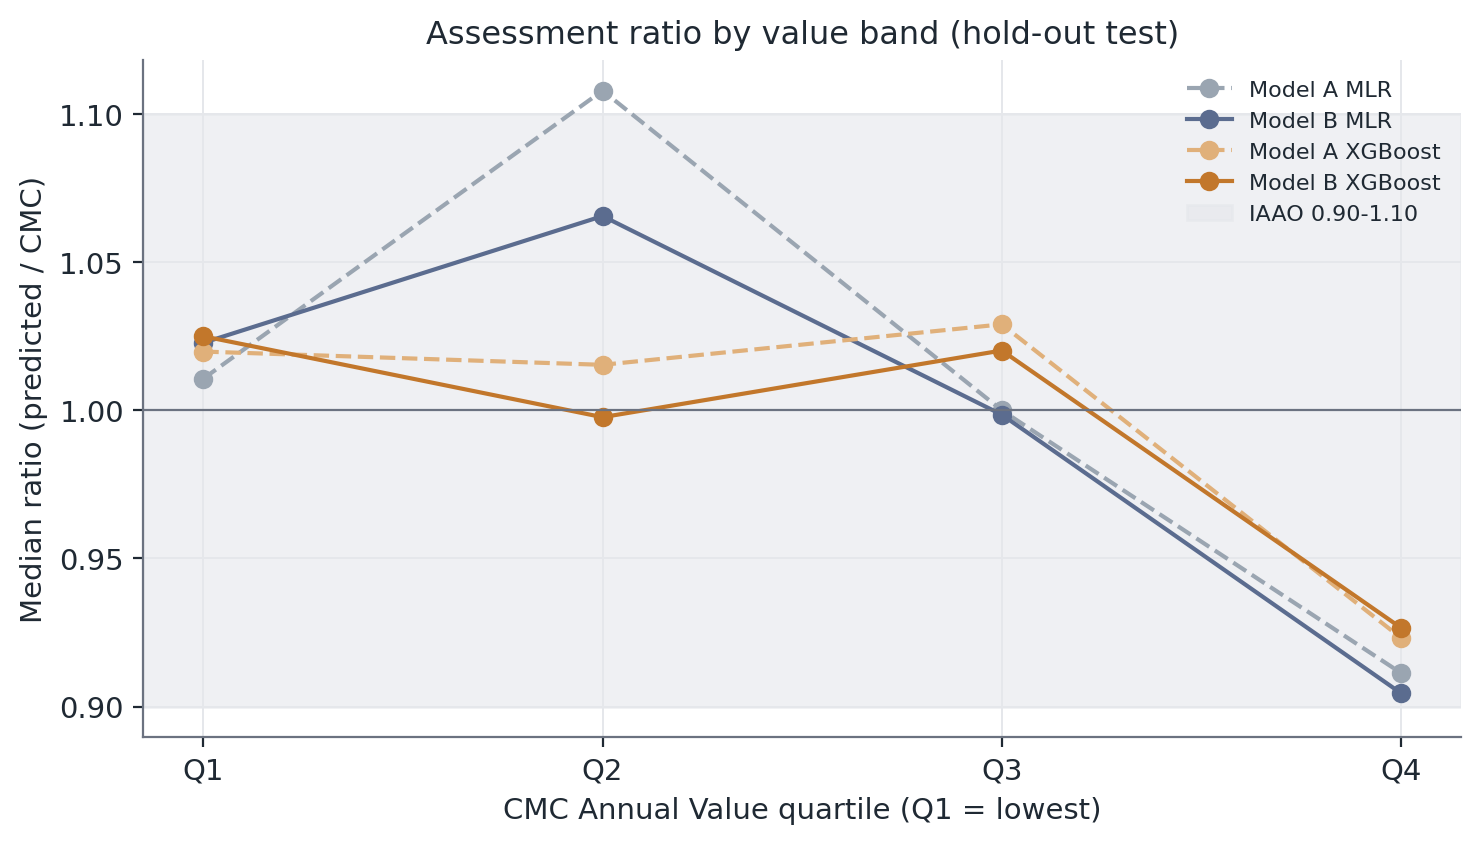 Assessment ratio by value band (hold-out test)
Model A MLR
Model B MLR
Model A XGBoost
Model B XGBoost
IAAO 0.90-1.10
Median ratio (predicted / CMC)
1.10
1.05
1.00
0.95
0.90
Q1 Q2 Q3 Q4
CMC Annual Value quartile (Q1 = lowest)